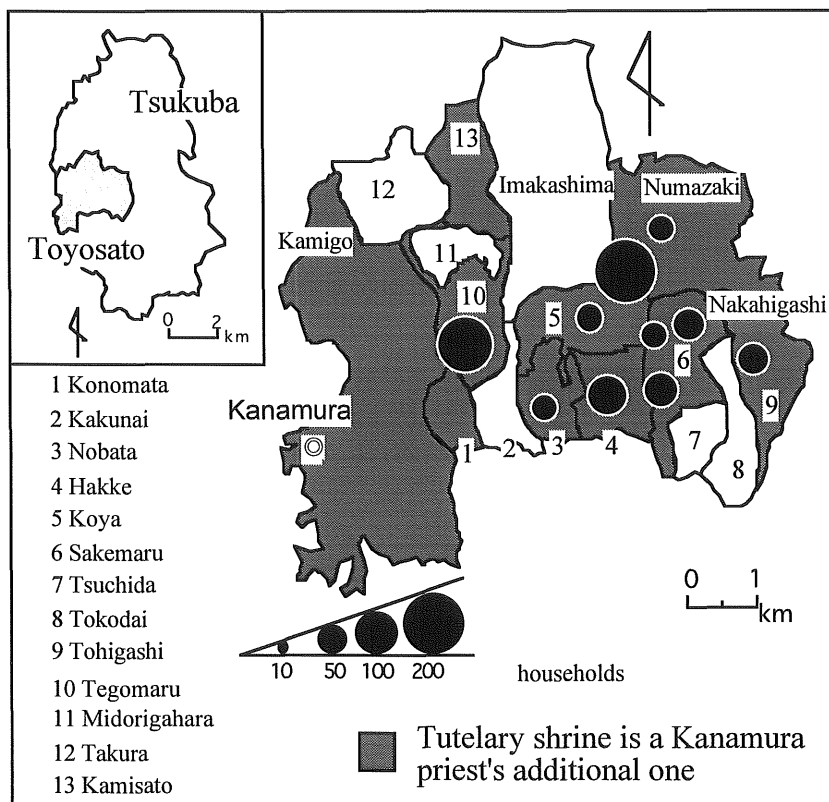 Tsukuba
Toyosato
0 2
km
13
12
Imakashima
Numazaki
Kamigo
11
10
5
Nakahigashi
6
Kanamura
9
1
2
3
4
7
8
1 Konomata
2 Kakunai
3 Nobata
4 Hakke
5 Koya
6 Sakemaru
7 Tsuchida
8 Tokodai
9 Tohigashi
10 Tegomaru
11 Midorigahara
12 Takura
13 Kamisato
0 1
km
10 50 100 200
households
Tutelary shrine is a Kanamura
priest's additional one